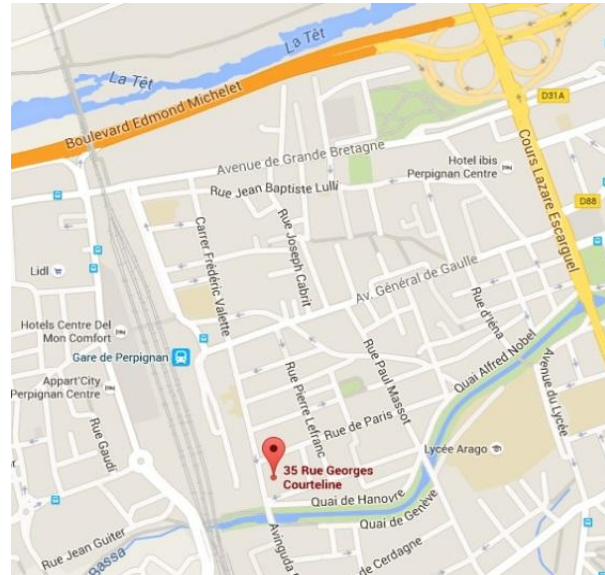 La Têt
La Têt
Boulevard Edmond Michelet
D31A
Avenue de Grande Bretagne
Hotel ibis
Perpignan Centre
Rue Jean Baptiste Lulli
Cours Lazare Escarguel
D88
Carrer Frédéric Valette
Rue Joseph Cabrit
Lidl
Av. Général de Gaulle
Rue d'Iéna
Hotels Centre Del
Mon Comfort
Gare de Perpignan
Quai Alfred Nobel
Rue Paul Massot
Rue Pierre Lefranc
Avenue du Lycée
Appart'City
Perpignan Centre
Rue de Paris
Rue Gaudí
Lycée Arago
35 Rue Georges
Courteline
Quai de Hanovre
Quai de Genève
Rue Jean Guiter
Bassa
Avinguda
de Cerdagne